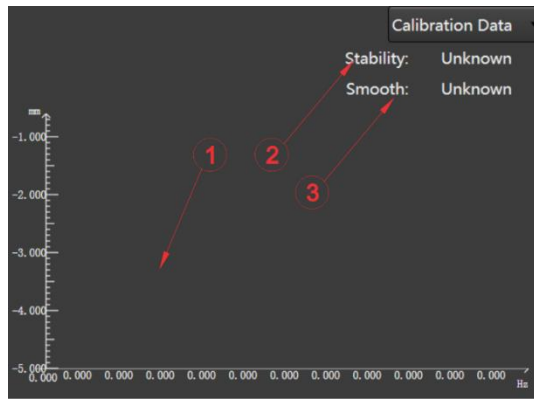 Calibration Data
Stability: Unknown
Smooth: Unknown
mm
-1.000
1
2
3
-2.000
-3.000
-4.000
-5.000
0.000 0.000 0.000 0.000 0.000 0.000 0.000 0.000 0.000 0.000 0.000 0.000
Hz